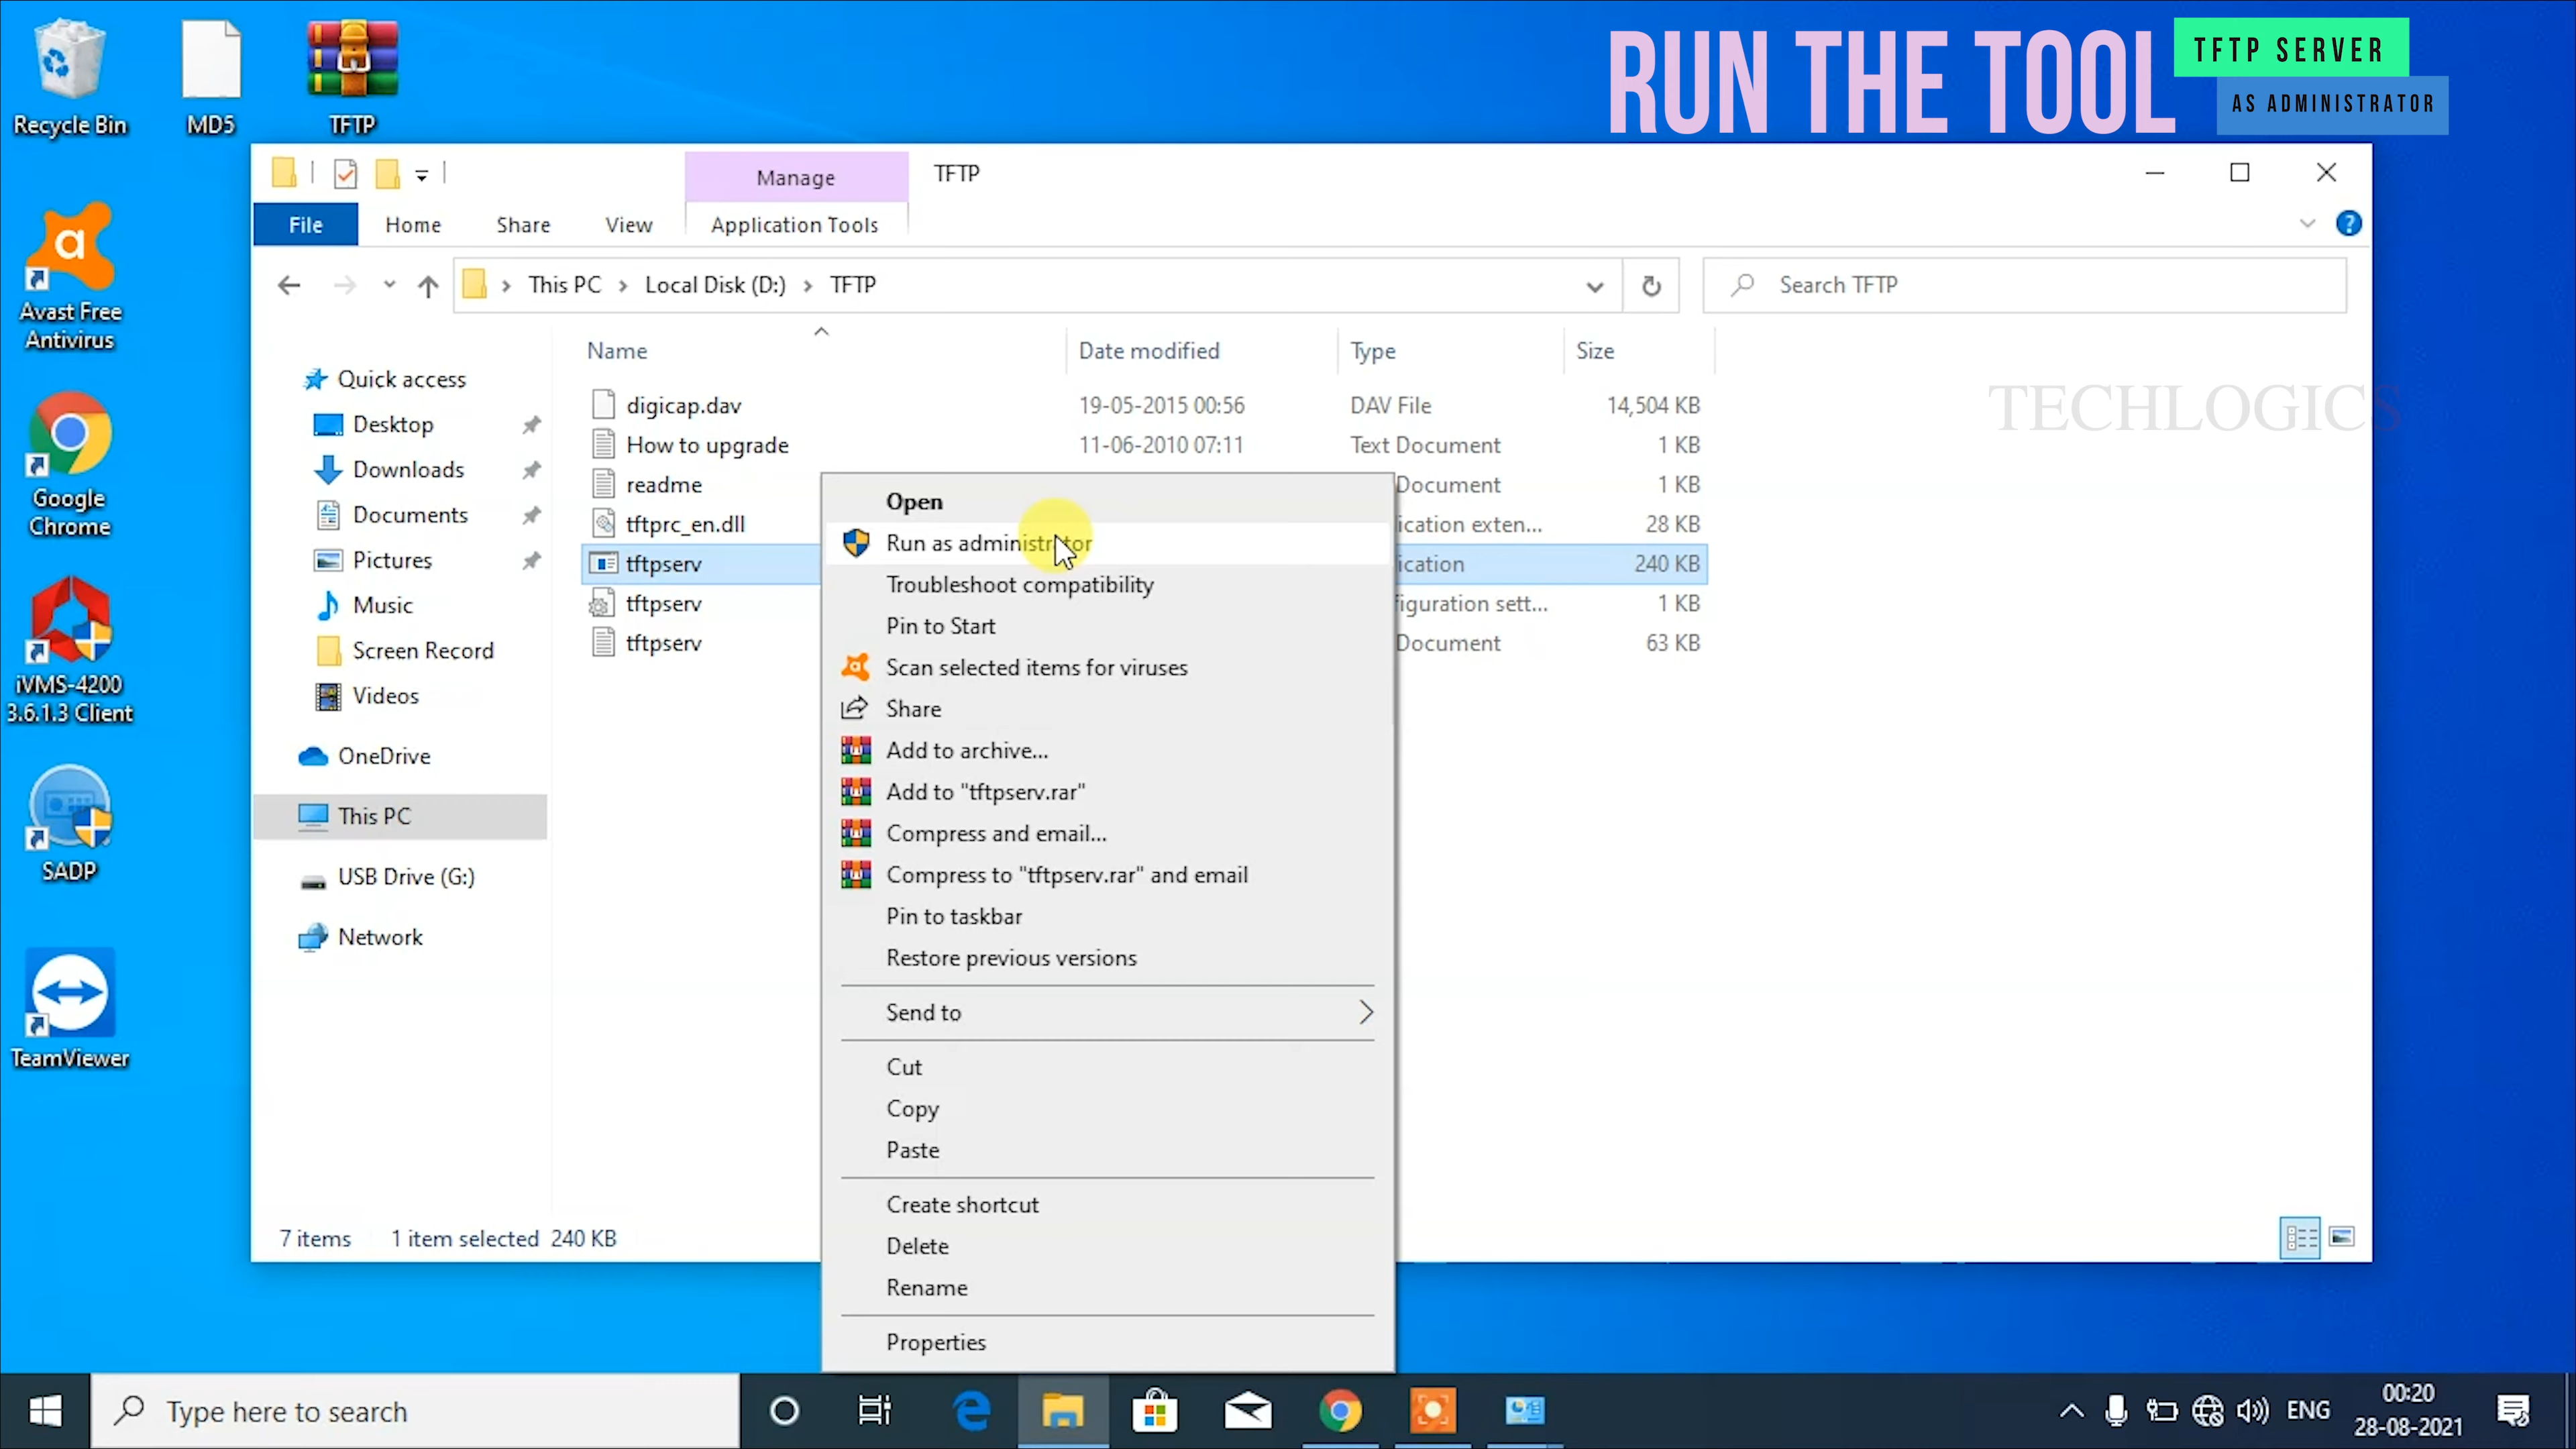 RUN THE TOOL
TFTP SERVER
AS ADMINISTRATOR
Recycle Bin
MD5
TFTP
Avast Free
Antivirus
Google
Chrome
iVMS-4200
3.6.1.3 Client
SADP
TeamViewer
Manage
TFTP
File
Home
Share
View
Application Tools
This PC
Local Disk (D:)
TFTP
Search TFTP
Name
Date modified
Type
Size
Quick access
Desktop
Downloads
Documents
Pictures
Music
Screen Record
Videos
OneDrive
This PC
USB Drive (G:)
Network
digicap.dav 19-05-2015 00:56 DAV File 14,504 KB
How to upgrade 11-06-2010 07:11 Text Document 1 KB
readme Document 1 KB
tftprc_en.dll ication exten... 28 KB
tftpserv ication 240 KB
tftpserv figuration sett... 1 KB
tftpserv Document 63 KB
TECHLOGICS
Open
Run as administrator
Troubleshoot compatibility
Pin to Start
Scan selected items for viruses
Share
Add to archive...
Add to "tftpserv.rar"
Compress and email...
Compress to "tftpserv.rar" and email
Pin to taskbar
Restore previous versions
Send to
Cut
Copy
Paste
Create shortcut
Delete
Rename
Properties
7 items 1 item selected 240 KB
Type here to search
ENG
00:20
28-08-2021